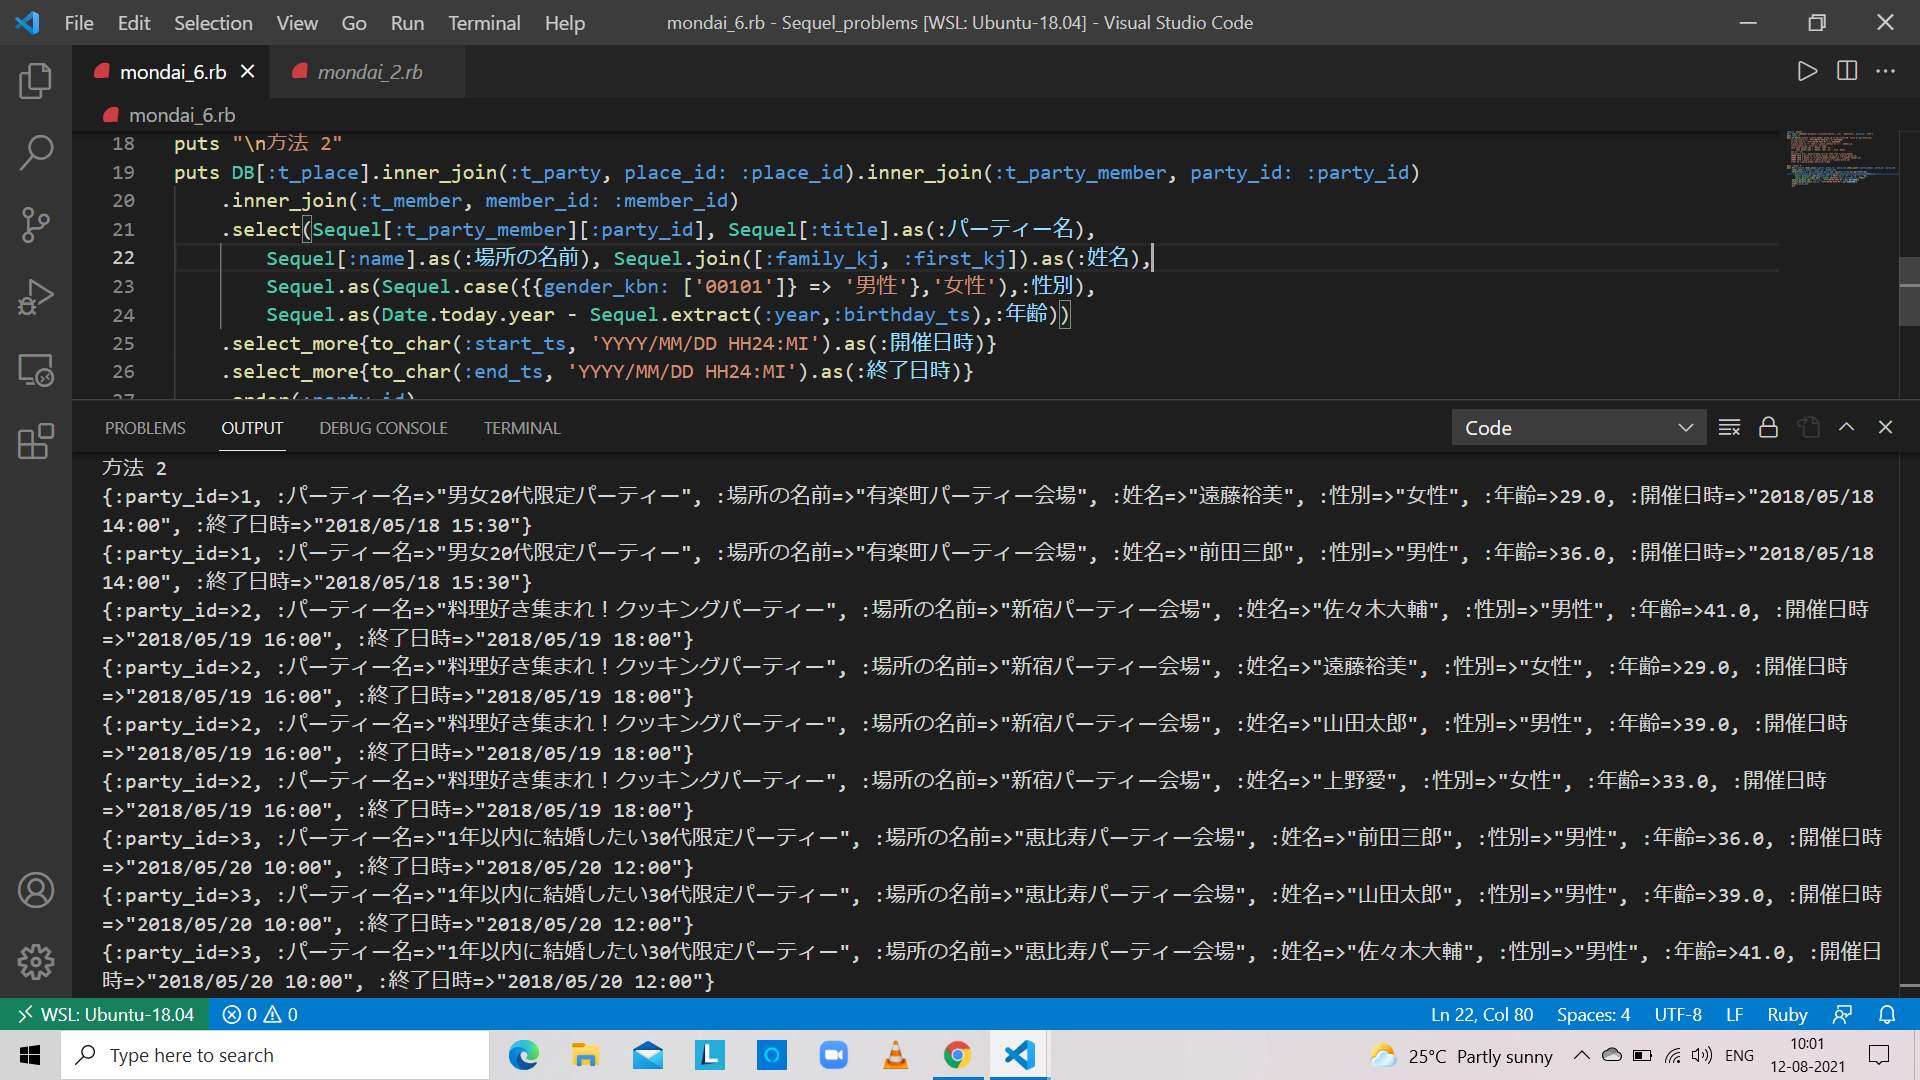 File Edit Selection View Go Run Terminal Help mondai_6.rb - Sequel_problems [WSL: Ubuntu-18.04] - Visual Studio Code
mondai_6.rb mondai_2.rb
mondai_6.rb
18 puts "\n方法 2"
19 puts DB[:t_place].inner_join(:t_party, place_id: :place_id).inner_join(:t_party_member, party_id: :party_id)
20 .inner_join(:t_member, member_id: :member_id)
21 .select(Sequel[:t_party_member][:party_id], Sequel[:title].as(:パーティー名),
22 Sequel[:name].as(:場所の名前), Sequel.join([:family_kj, :first_kj]).as(:姓名),
23 Sequel.as(Sequel.case({{gender_kbn: ['00101']} => '男性'},'女性'),:性別),
24 Sequel.as(Date.today.year - Sequel.extract(:year,:birthday_ts),:年齢))
25 .select_more{to_char(:start_ts, 'YYYY/MM/DD HH24:MI').as(:開催日時)}
26 .select_more{to_char(:end_ts, 'YYYY/MM/DD HH24:MI').as(:終了日時)}
27 .order(:party_id)
PROBLEMS OUTPUT DEBUG CONSOLE TERMINAL Code
方法 2
{:party_id=>1, :パーティー名=>"男女20代限定パーティー", :場所の名前=>"有楽町パーティー会場", :姓名=>"遠藤裕美", :性別=>"女性", :年齢=>29.0, :開催日時=>"2018/05/18
14:00", :終了日時=>"2018/05/18 15:30"}
{:party_id=>1, :パーティー名=>"男女20代限定パーティー", :場所の名前=>"有楽町パーティー会場", :姓名=>"前田三郎", :性別=>"男性", :年齢=>36.0, :開催日時=>"2018/05/18
14:00", :終了日時=>"2018/05/18 15:30"}
{:party_id=>2, :パーティー名=>"料理好き集まれ！クッキングパーティー", :場所の名前=>"新宿パーティー会場", :姓名=>"佐々木大輔", :性別=>"男性", :年齢=>41.0, :開催日時
=>"2018/05/19 16:00", :終了日時=>"2018/05/19 18:00"}
{:party_id=>2, :パーティー名=>"料理好き集まれ！クッキングパーティー", :場所の名前=>"新宿パーティー会場", :姓名=>"遠藤裕美", :性別=>"女性", :年齢=>29.0, :開催日時
=>"2018/05/19 16:00", :終了日時=>"2018/05/19 18:00"}
{:party_id=>2, :パーティー名=>"料理好き集まれ！クッキングパーティー", :場所の名前=>"新宿パーティー会場", :姓名=>"山田太郎", :性別=>"男性", :年齢=>39.0, :開催日時
=>"2018/05/19 16:00", :終了日時=>"2018/05/19 18:00"}
{:party_id=>2, :パーティー名=>"料理好き集まれ！クッキングパーティー", :場所の名前=>"新宿パーティー会場", :姓名=>"上野愛", :性別=>"女性", :年齢=>33.0, :開催日時
=>"2018/05/19 16:00", :終了日時=>"2018/05/19 18:00"}
{:party_id=>3, :パーティー名=>"1年以内に結婚したい30代限定パーティー", :場所の名前=>"恵比寿パーティー会場", :姓名=>"前田三郎", :性別=>"男性", :年齢=>36.0, :開催日時
=>"2018/05/20 10:00", :終了日時=>"2018/05/20 12:00"}
{:party_id=>3, :パーティー名=>"1年以内に結婚したい30代限定パーティー", :場所の名前=>"恵比寿パーティー会場", :姓名=>"山田太郎", :性別=>"男性", :年齢=>39.0, :開催日時
=>"2018/05/20 10:00", :終了日時=>"2018/05/20 12:00"}
{:party_id=>3, :パーティー名=>"1年以内に結婚したい30代限定パーティー", :場所の名前=>"恵比寿パーティー会場", :姓名=>"佐々木大輔", :性別=>"男性", :年齢=>41.0, :開催日
時=>"2018/05/20 10:00", :終了日時=>"2018/05/20 12:00"}
WSL: Ubuntu-18.04 0 0 Ln 22, Col 80 Spaces: 4 UTF-8 LF Ruby
Type here to search 25°C Partly sunny ENG 10:01
12-08-2021